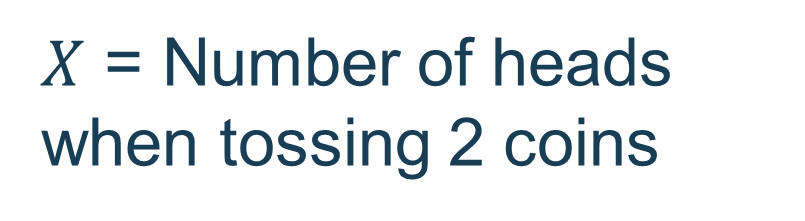 X = Number of heads
when tossing 2 coins